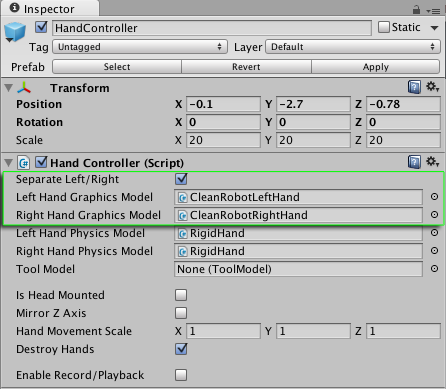 Inspector
HandController
Static
Tag Untagged Layer Default
Prefab Select Revert Apply
Transform
Position X -0.1 Y -2.7 Z -0.78
Rotation X 0 Y 0 Z 0
Scale X 20 Y 20 Z 20
C# Hand Controller (Script)
Separate Left/Right
Left Hand Graphics Model CleanRobotLeftHand
Right Hand Graphics Model CleanRobotRightHand
Left Hand Physics Model RigidHand
Right Hand Physics Model RigidHand
Tool Model None (ToolModel)
Is Head Mounted
Mirror Z Axis
Hand Movement Scale X 1 Y 1 Z 1
Destroy Hands
Enable Record/Playback